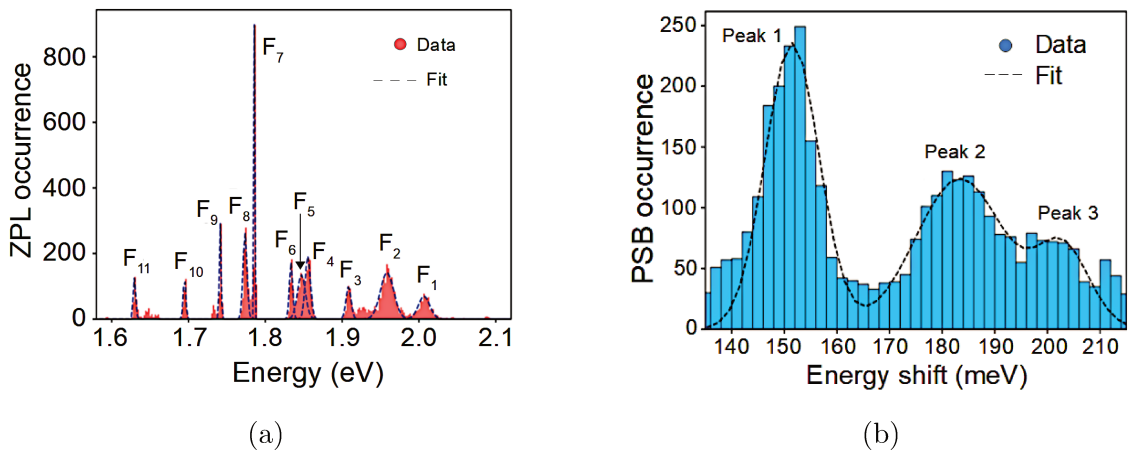 ZPL occurrence
800
600
400
200
0
F₁₁
F₁₀
F₉
F₈
F₇
F₆
F₅
F₄
F₃
F₂
F₁
Data
Fit
1.6 1.7 1.8 1.9 2.0 2.1
Energy (eV)
(a)
PSB occurrence
250
200
150
100
50
0
Peak 1
Peak 2
Peak 3
Data
Fit
140 150 160 170 180 190 200 210
Energy shift (meV)
(b)